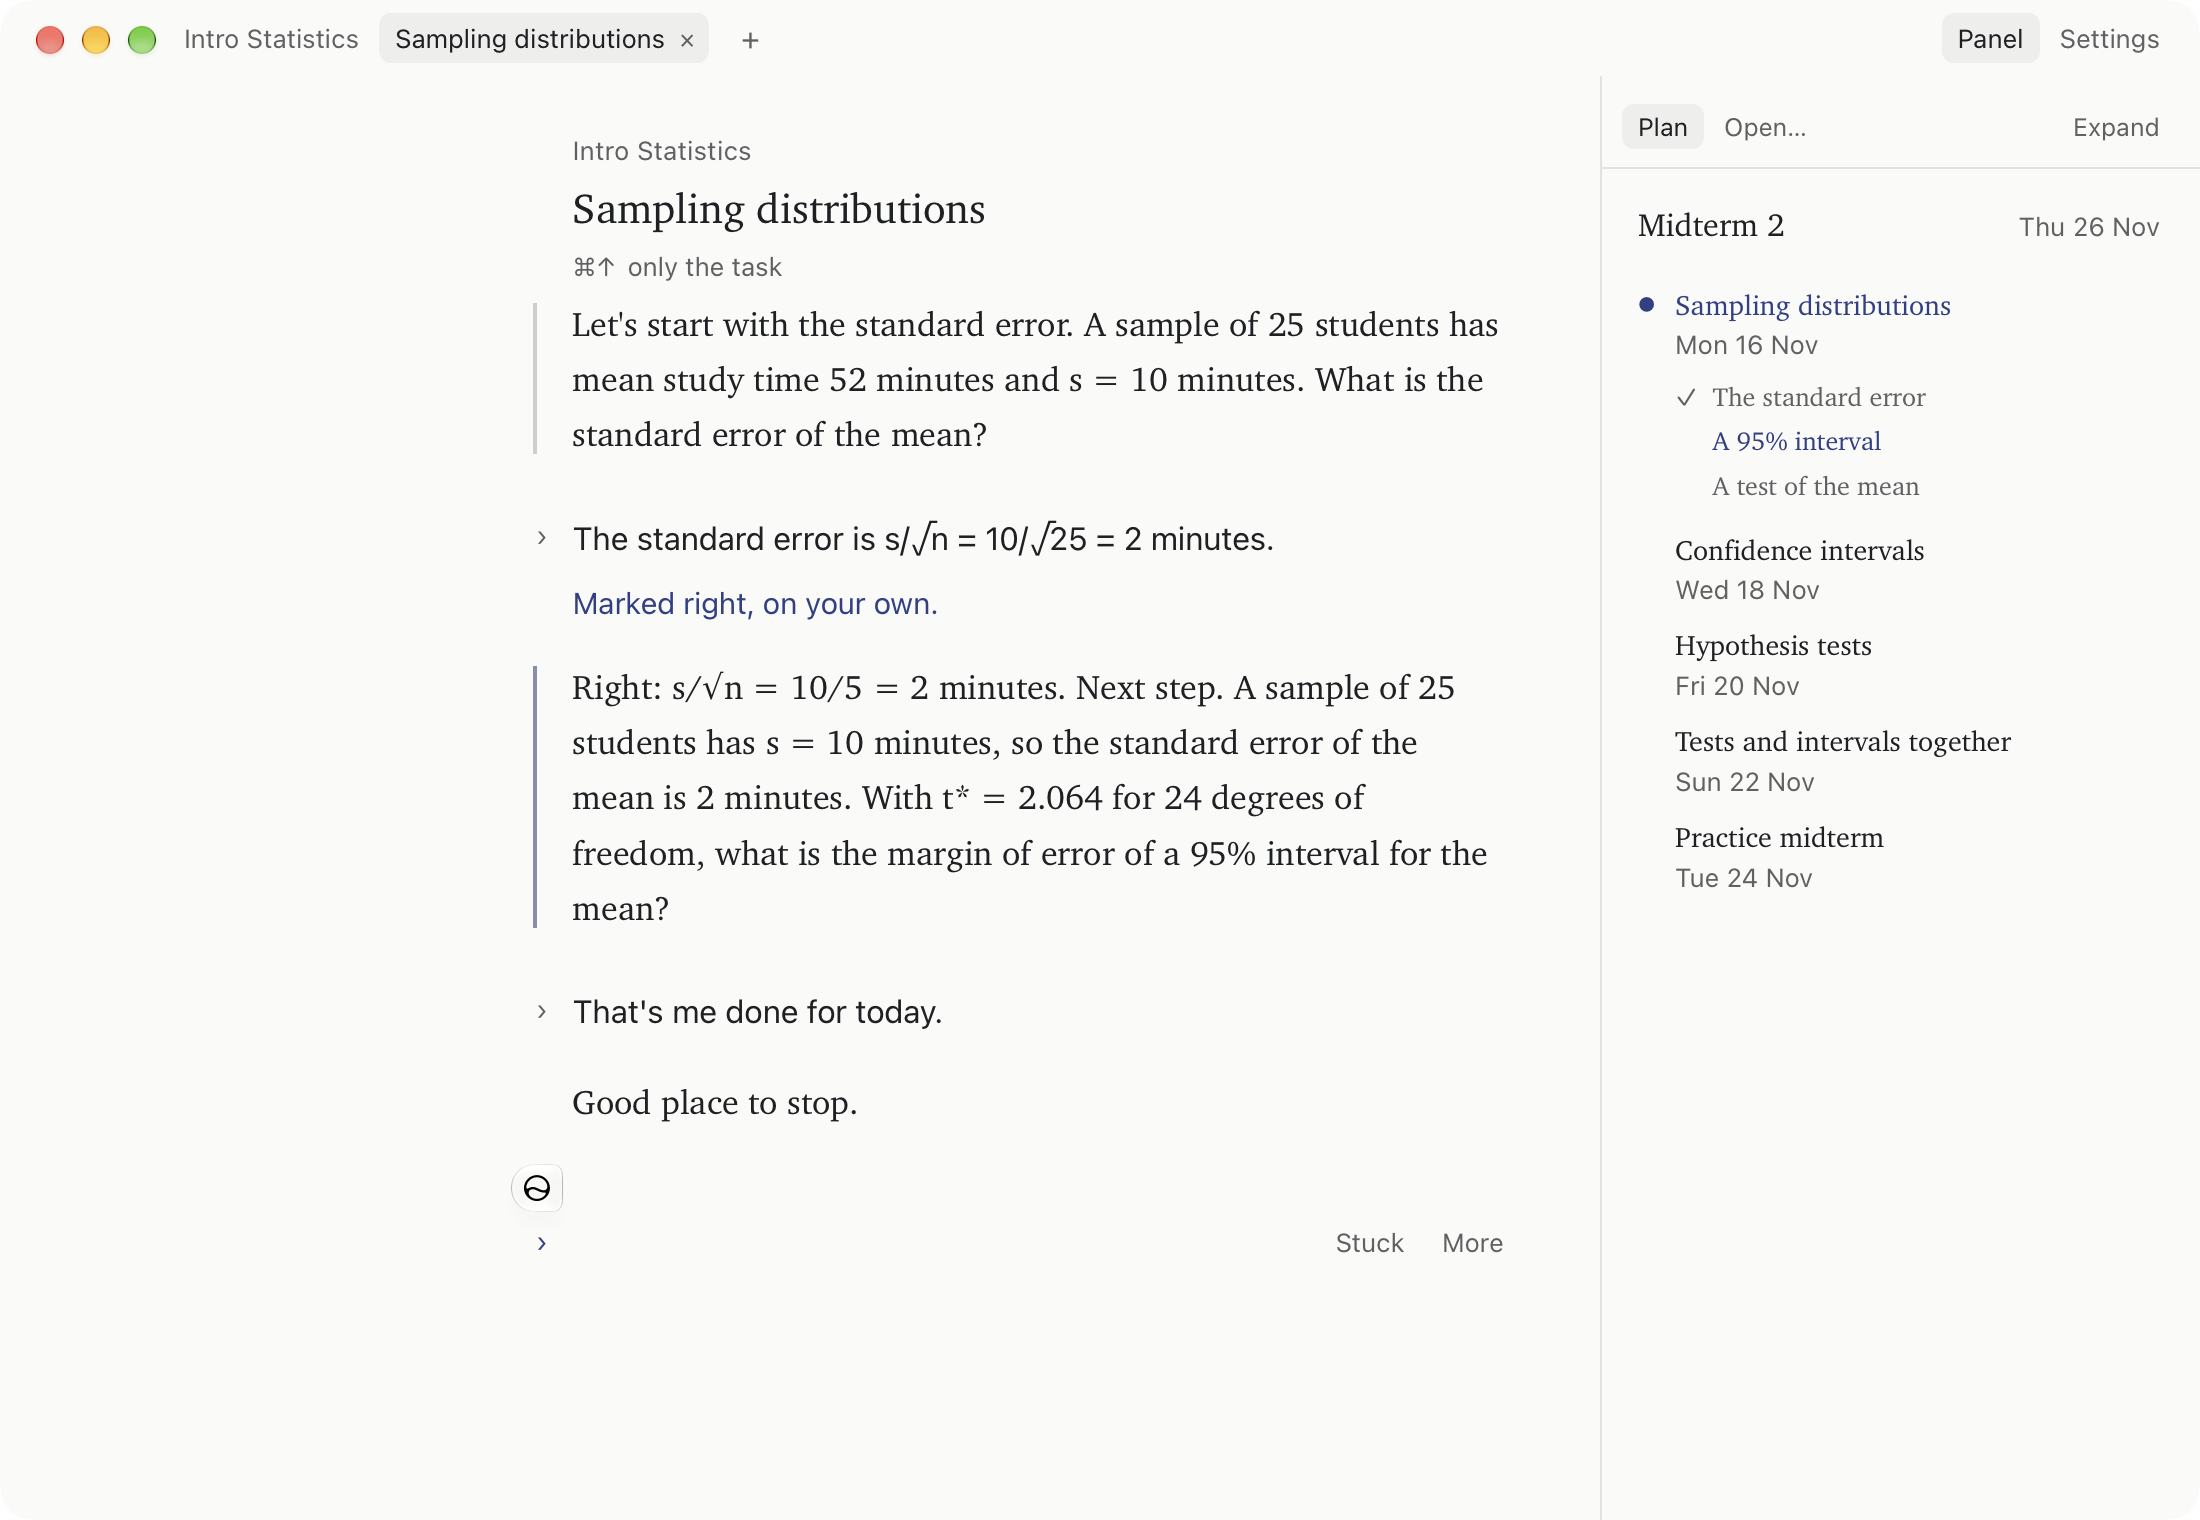 Intro Statistics
Sampling distributions ×
+
Panel
Settings
Plan
Open...
Expand
Intro Statistics
Sampling distributions
⌘↑ only the task
Let's start with the standard error. A sample of 25 students has
mean study time 52 minutes and s = 10 minutes. What is the
standard error of the mean?
› The standard error is s/√n = 10/√25 = 2 minutes.
Marked right, on your own.
Right: s/√n = 10/5 = 2 minutes. Next step. A sample of 25
students has s = 10 minutes, so the standard error of the
mean is 2 minutes. With t* = 2.064 for 24 degrees of
freedom, what is the margin of error of a 95% interval for the
mean?
› That's me done for today.
Good place to stop.
›
Stuck
More
Midterm 2
Thu 26 Nov
Sampling distributions
Mon 16 Nov
✓ The standard error
A 95% interval
A test of the mean
Confidence intervals
Wed 18 Nov
Hypothesis tests
Fri 20 Nov
Tests and intervals together
Sun 22 Nov
Practice midterm
Tue 24 Nov